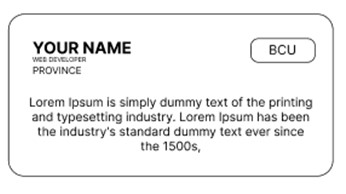 YOUR NAME
WEB DEVELOPER
PROVINCE
BCU
Lorem Ipsum is simply dummy text of the printing
and typesetting industry. Lorem Ipsum has been
the industry's standard dummy text ever since
the 1500s,